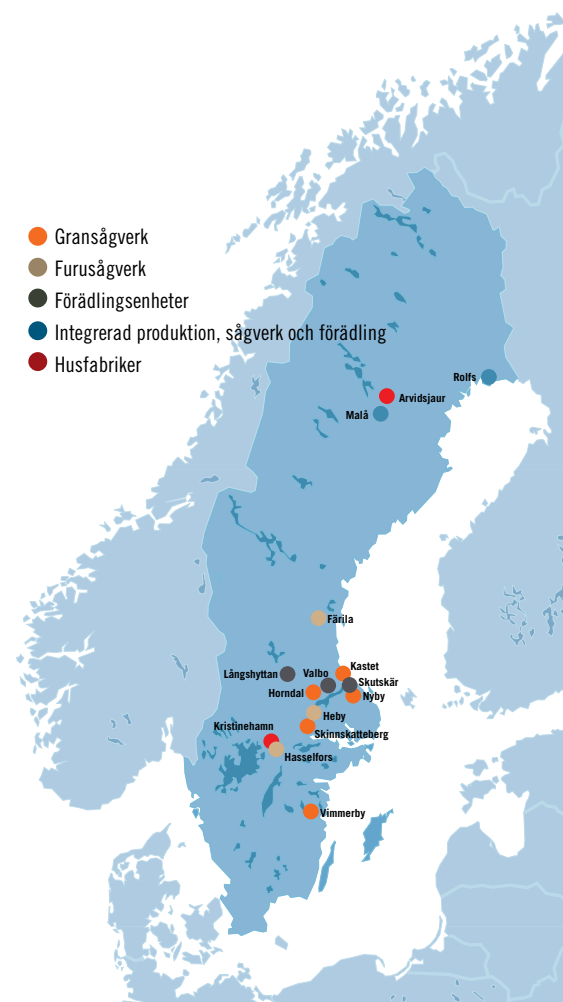 Gransågverk
Furusågverk
Förädlingsenheter
Integrerad produktion, sågverk och förädling
Husfabriker
Rolfs
Arvidsjaur
Malå
Färila
Kastet
Långshyttan
Valbo
Skutskär
Horndal
Nyby
Heby
Kristinehamn
Skinnskatteberg
Hasselfors
Vimmerby